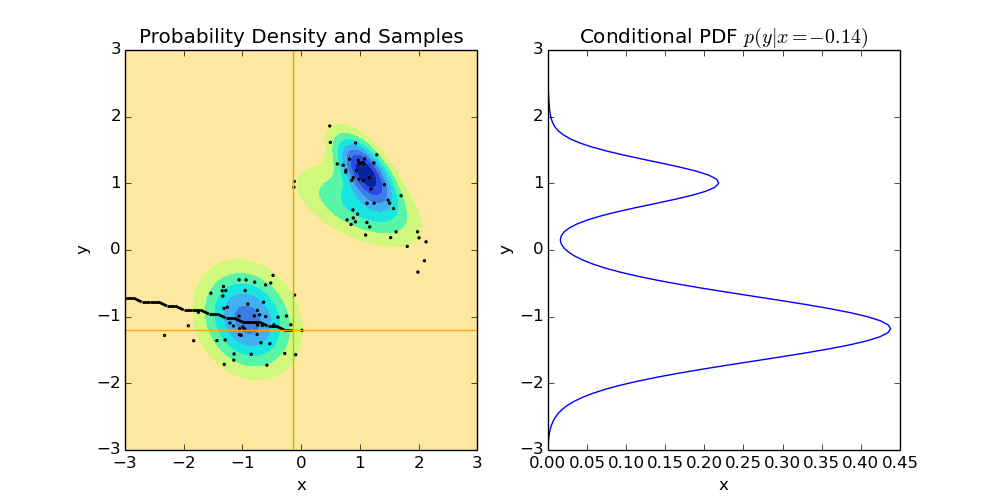 Probability Density and Samples
3
2
1
0
−1
−2
−3
y
−3 −2 −1 0 1 2 3
x
Conditional PDF p(y|x=−0.14)
3
2
1
0
−1
−2
−3
y
0.00 0.05 0.10 0.15 0.20 0.25 0.30 0.35 0.40 0.45
x